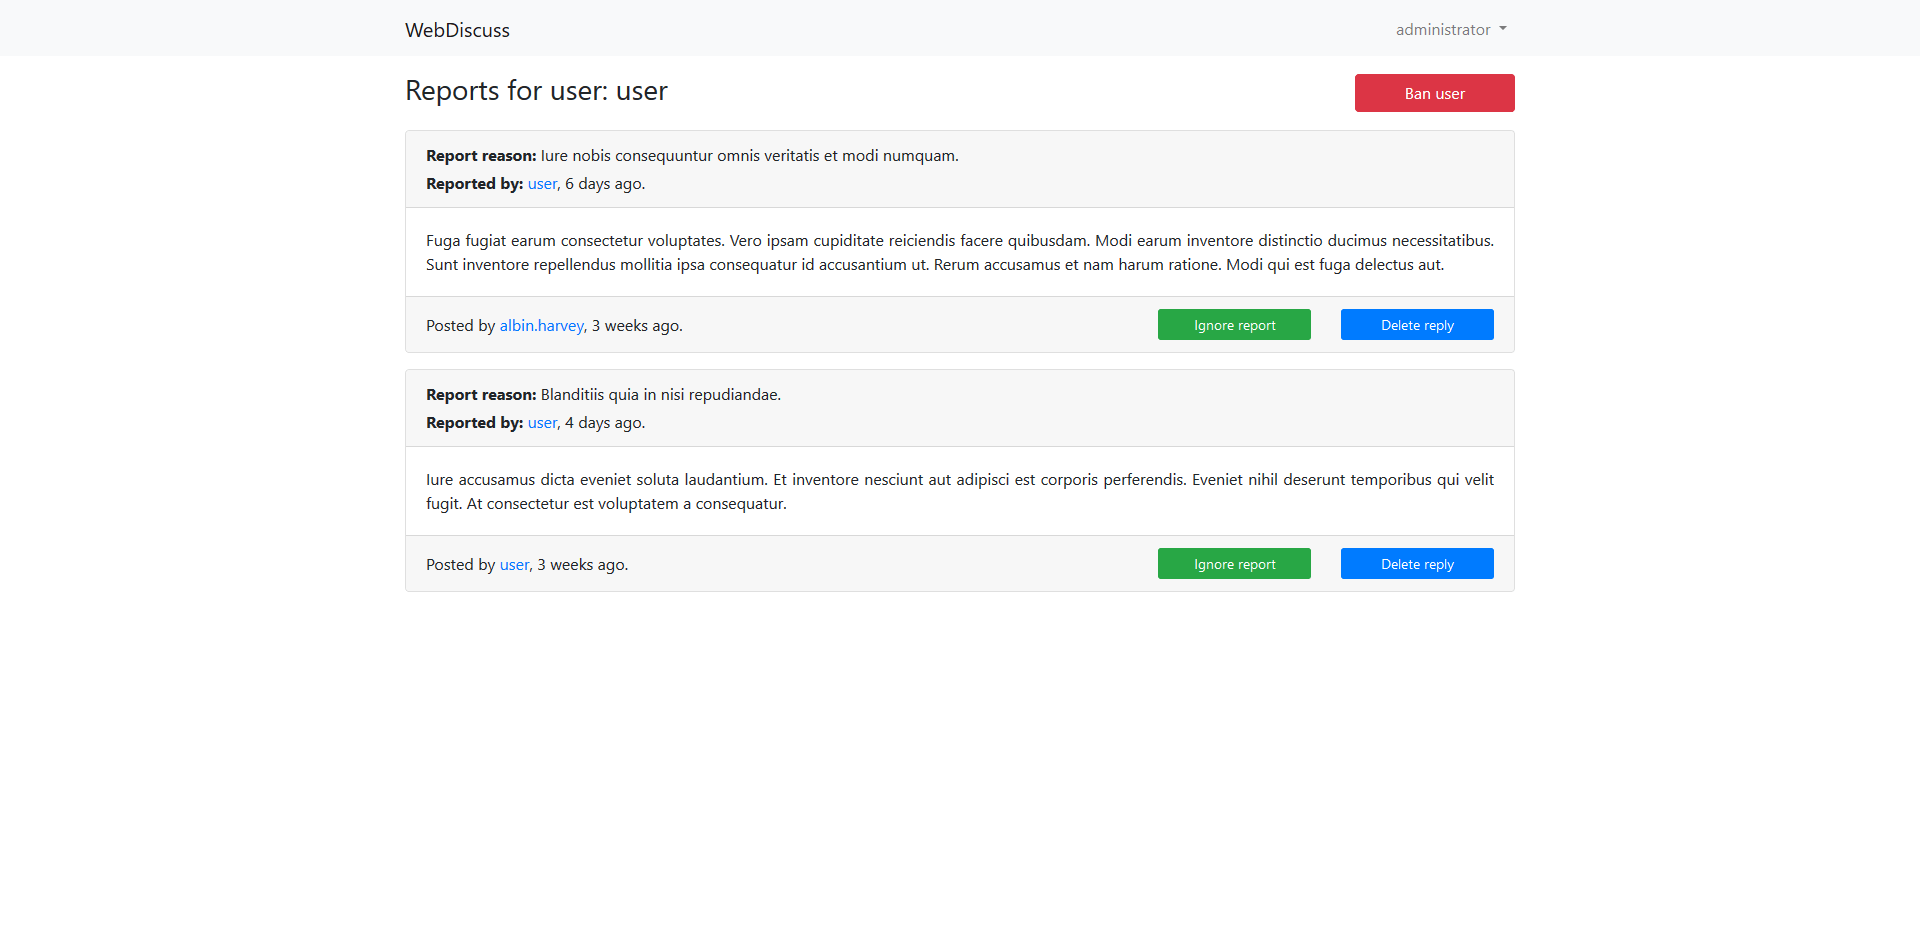 WebDiscuss
administrator
Reports for user: user
Ban user
Report reason: Iure nobis consequuntur omnis veritatis et modi numquam.
Reported by: user, 6 days ago.
Fuga fugiat earum consectetur voluptates. Vero ipsam cupiditate reiciendis facere quibusdam. Modi earum inventore distinctio ducimus necessitatibus.
Sunt inventore repellendus mollitia ipsa consequatur id accusantium ut. Rerum accusamus et nam harum ratione. Modi qui est fuga delectus aut.
Posted by albin.harvey, 3 weeks ago.
Ignore report
Delete reply
Report reason: Blanditiis quia in nisi repudiandae.
Reported by: user, 4 days ago.
Iure accusamus dicta eveniet soluta laudantium. Et inventore nesciunt aut adipisci est corporis perferendis. Eveniet nihil deserunt temporibus qui velit
fugit. At consectetur est voluptatem a consequatur.
Posted by user, 3 weeks ago.
Ignore report
Delete reply